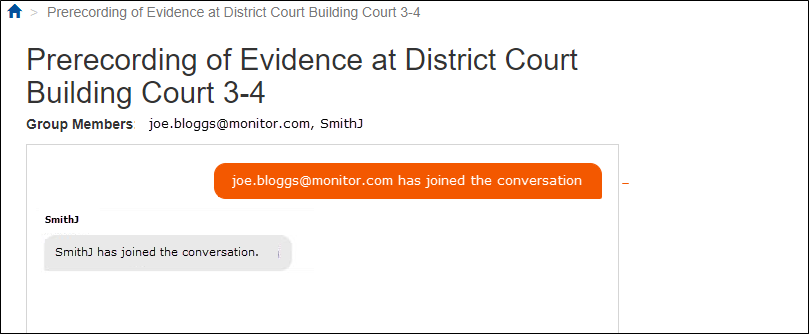 > Prerecording of Evidence at District Court Building Court 3-4
Prerecording of Evidence at District Court
Building Court 3-4
Group Members: joe.bloggs@monitor.com, SmithJ
joe.bloggs@monitor.com has joined the conversation
SmithJ
SmithJ has joined the conversation.